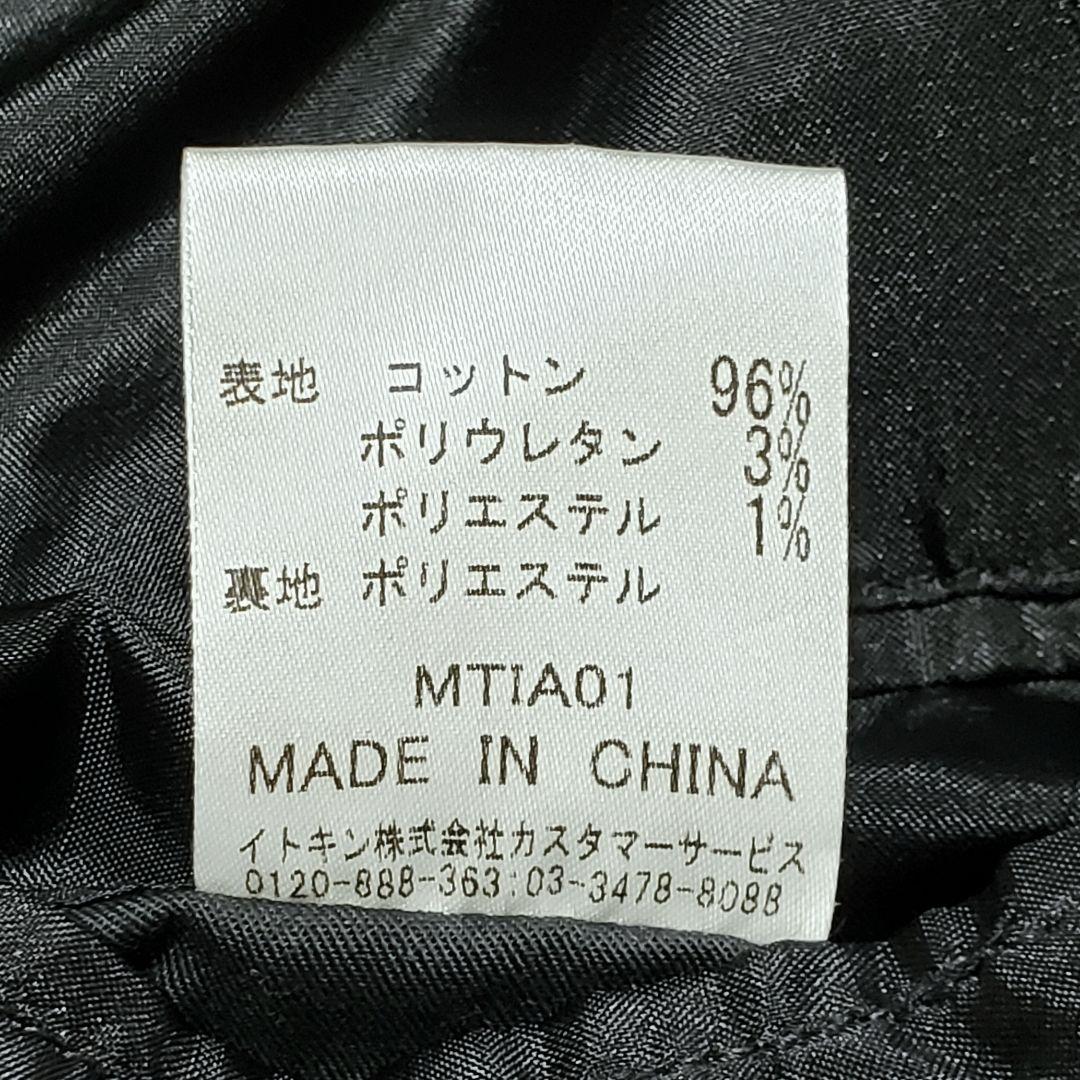 表地 コットン 96%
ポリウレタン 3%
ポリエステル 1%
裏地 ポリエステル
MTIA01
MADE IN CHINA
イトキン株式会社カスタマーサービス
0120-888-363:03-3478-8088